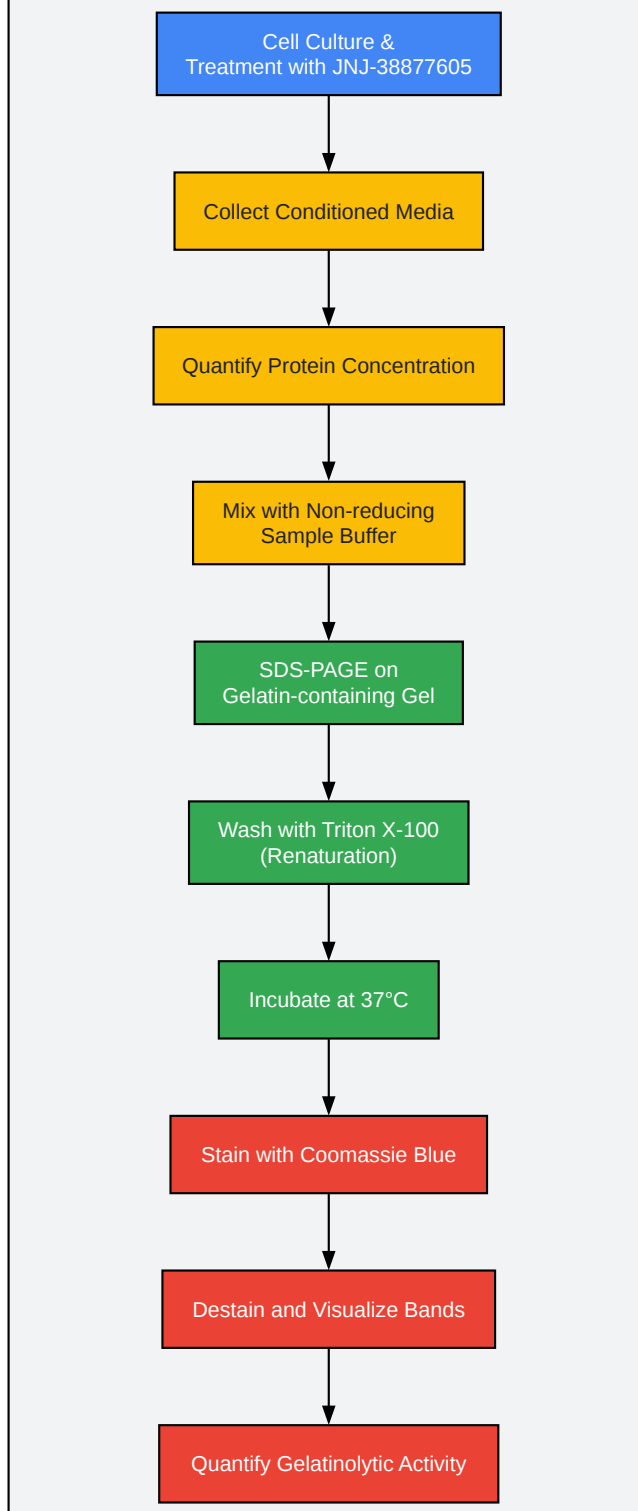 Cell Culture &
Treatment with JNJ-38877605
Collect Conditioned Media
Quantify Protein Concentration
Mix with Non-reducing
Sample Buffer
SDS-PAGE on
Gelatin-containing Gel
Wash with Triton X-100
(Renaturation)
Incubate at 37°C
Stain with Coomassie Blue
Destain and Visualize Bands
Quantify Gelatinolytic Activity